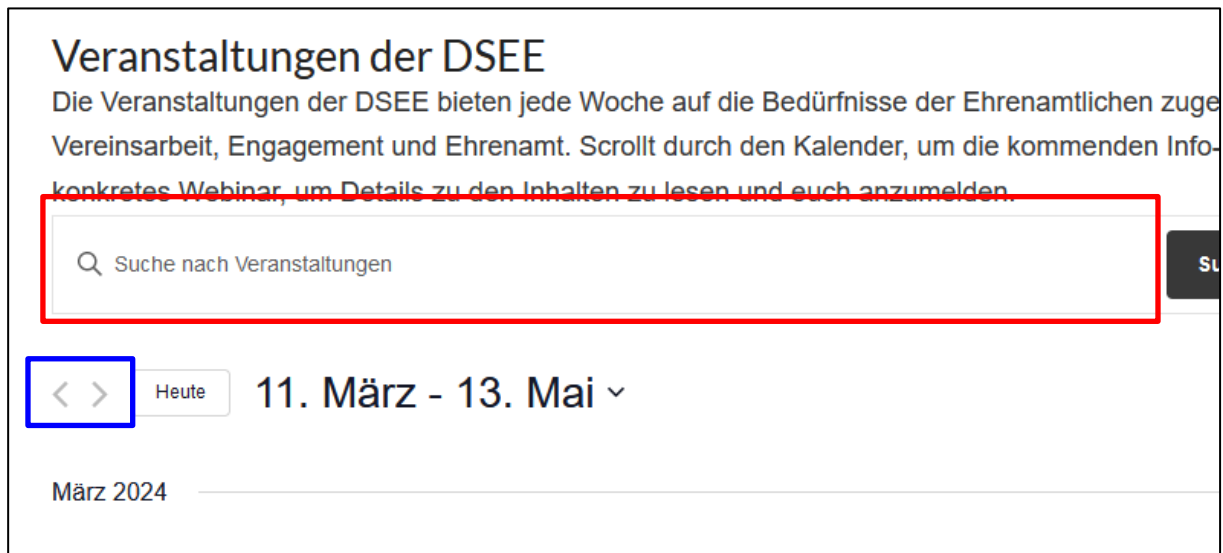 Veranstaltungen der DSEE
Die Veranstaltungen der DSEE bieten jede Woche auf die Bedürfnisse der Ehrenamtlichen zuge
Vereinsarbeit, Engagement und Ehrenamt. Scrollt durch den Kalender, um die kommenden Info-
konkretes Webinar, um Details zu den Inhalten zu lesen und euch anzumelden.
Suche nach Veranstaltungen
Su
Heute
11. März - 13. Mai
März 2024